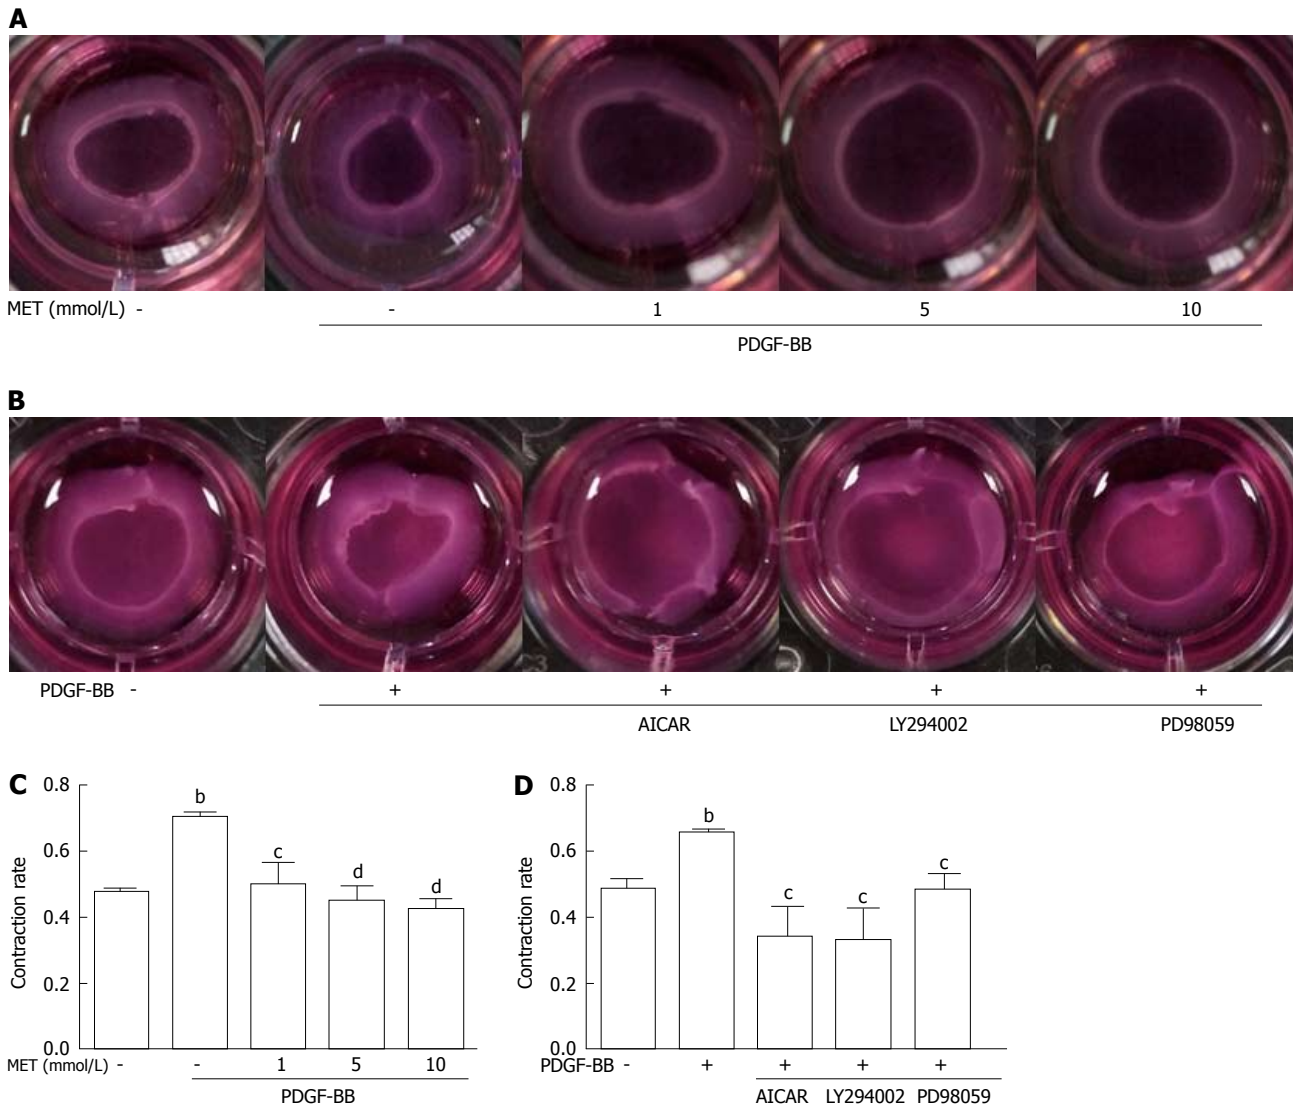 A
MET (mmol/L) - - 1 5 10
PDGF-BB
B
PDGF-BB - + + + +
AICAR LY294002 PD98059
C
0.8
0.6
0.4
0.2
0.0
Contraction rate
b
c
d
d
MET (mmol/L) - - 1 5 10
PDGF-BB
D
0.8
0.6
0.4
0.2
0.0
Contraction rate
b
c
c
c
PDGF-BB - + + + +
AICAR LY294002 PD98059